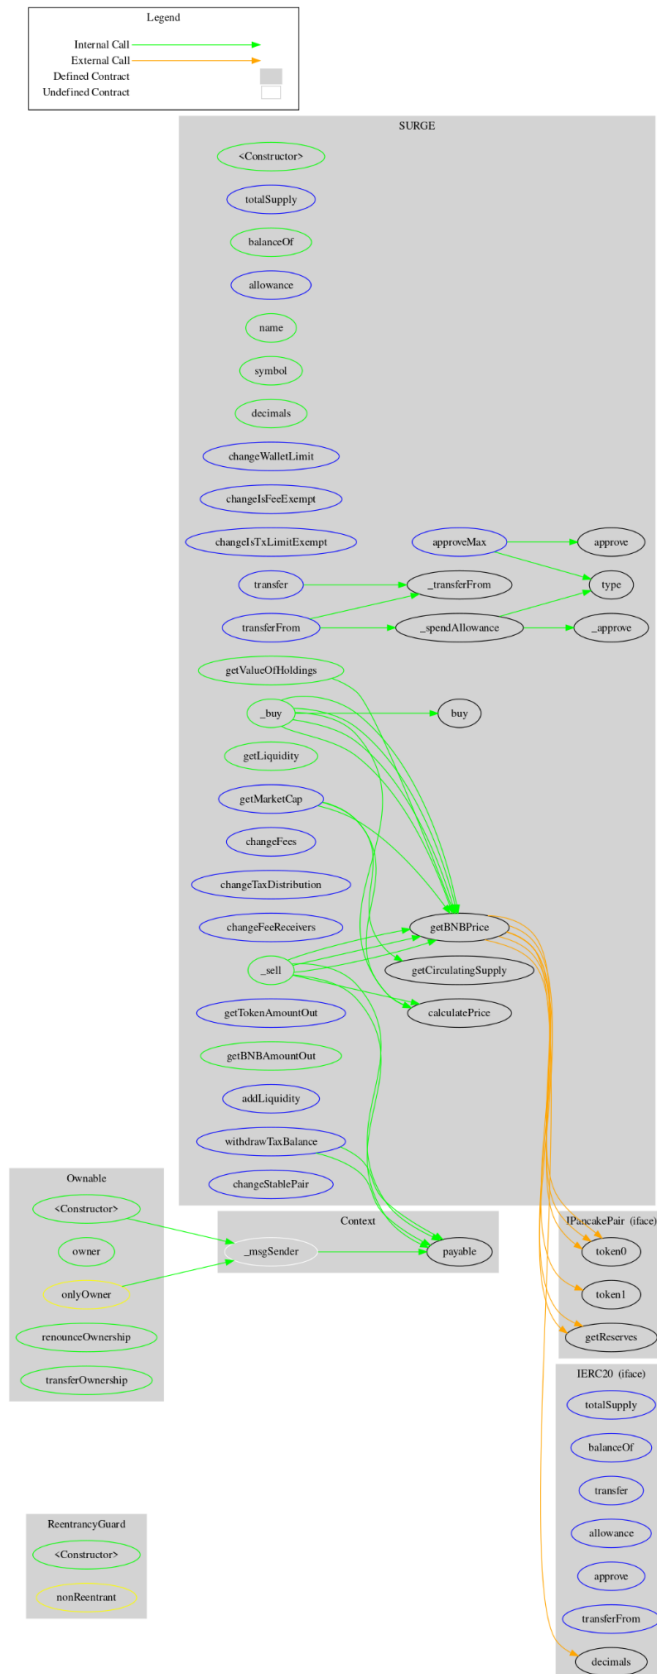 Legend
Internal Call
External Call
Defined Contract
Undefined Contract
SURGE
<Constructor>
totalSupply
balanceOf
allowance
name
symbol
decimals
changeWalletLimit
changeIsFeeExempt
changeIsTxLimitExempt
approveMax
approve
transfer
_transferFrom
type
transferFrom
_spendAllowance
_approve
getValueOfHoldings
_buy
buy
getLiquidity
getMarketCap
changeFees
changeTaxDistribution
changeFeeReceivers
getBNBPrice
_sell
getCirculatingSupply
getTokenAmountOut
calculatePrice
getBNBAmountOut
addLiquidity
withdrawTaxBalance
changeStablePair
Ownable
<Constructor>
owner
onlyOwner
renounceOwnership
transferOwnership
Context
_msgSender
payable
IPancakePair (iface)
token0
token1
getReserves
IERC20 (iface)
totalSupply
balanceOf
transfer
allowance
approve
transferFrom
decimals
ReentrancyGuard
<Constructor>
nonReentrant